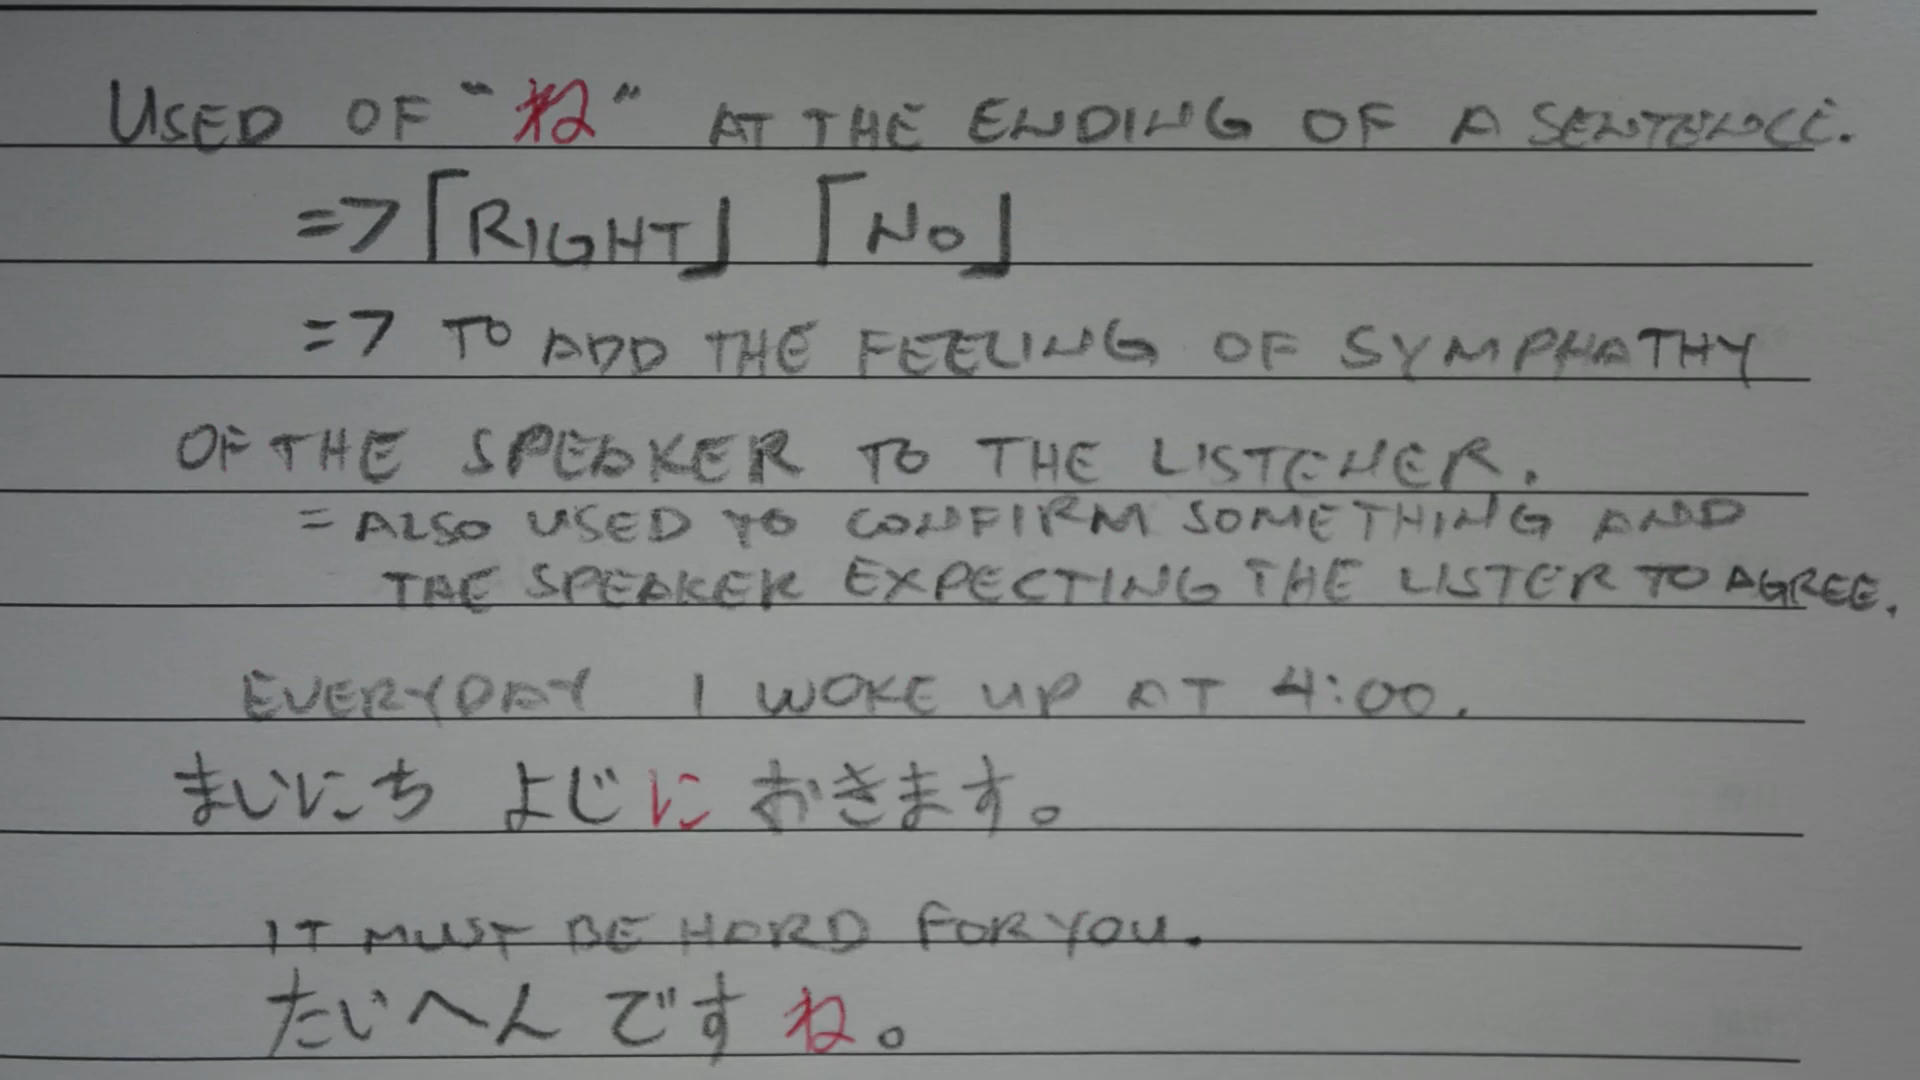 USED OF "ね" AT THE ENDING OF A SENTENCE.
=> 「RIGHT」 「NO」
=> TO ADD THE FEELING OF SYMPHATHY
OF THE SPEAKER TO THE LISTENER.
= ALSO USED TO CONFIRM SOMETHING AND
THE SPEAKER EXPECTING THE LISTER TO AGREE.
EVERYDAY I WOKE UP AT 4:00.
まいにち よじに おきます。
IT MUST BE HARD FOR YOU.
たいへん ですね。